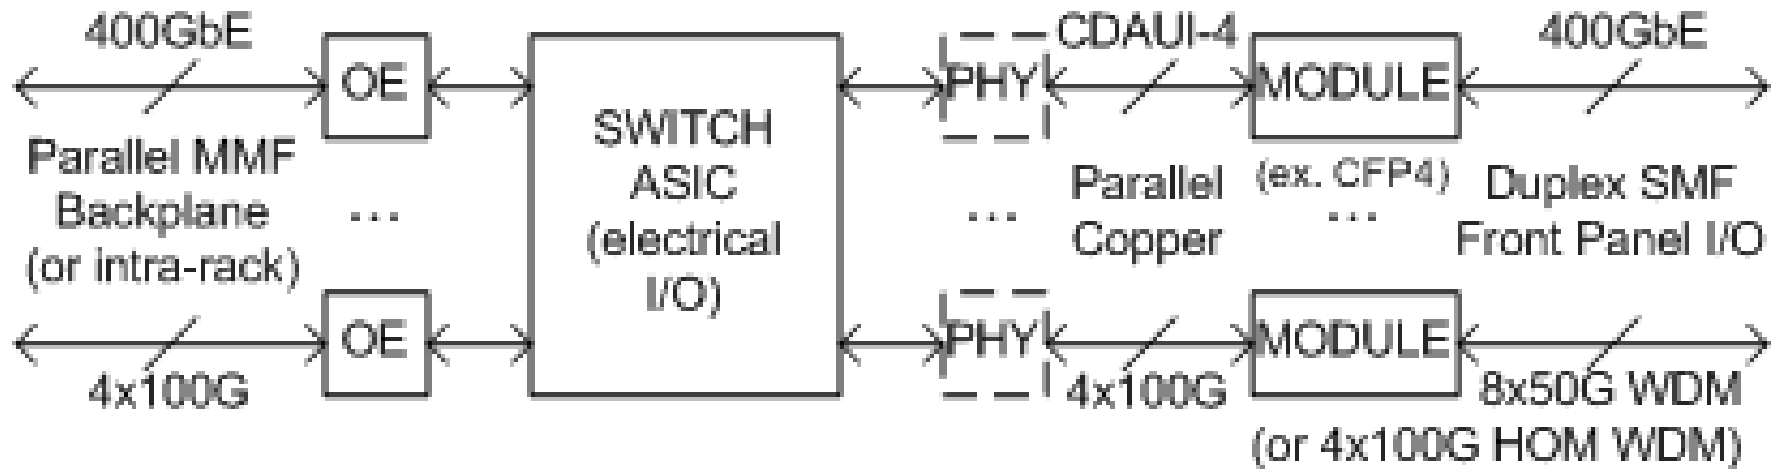 400GbE
OE
PHY
CDAUI-4
MODULE
400GbE
Parallel MMF
Backplane
(or intra-rack)
...
SWITCH
ASIC
(electrical
I/O)
...
Parallel
Copper
(ex. CFP4)
...
Duplex SMF
Front Panel I/O
OE
PHY
MODULE
4x100G
4x100G
8x50G WDM
(or 4x100G HOM WDM)